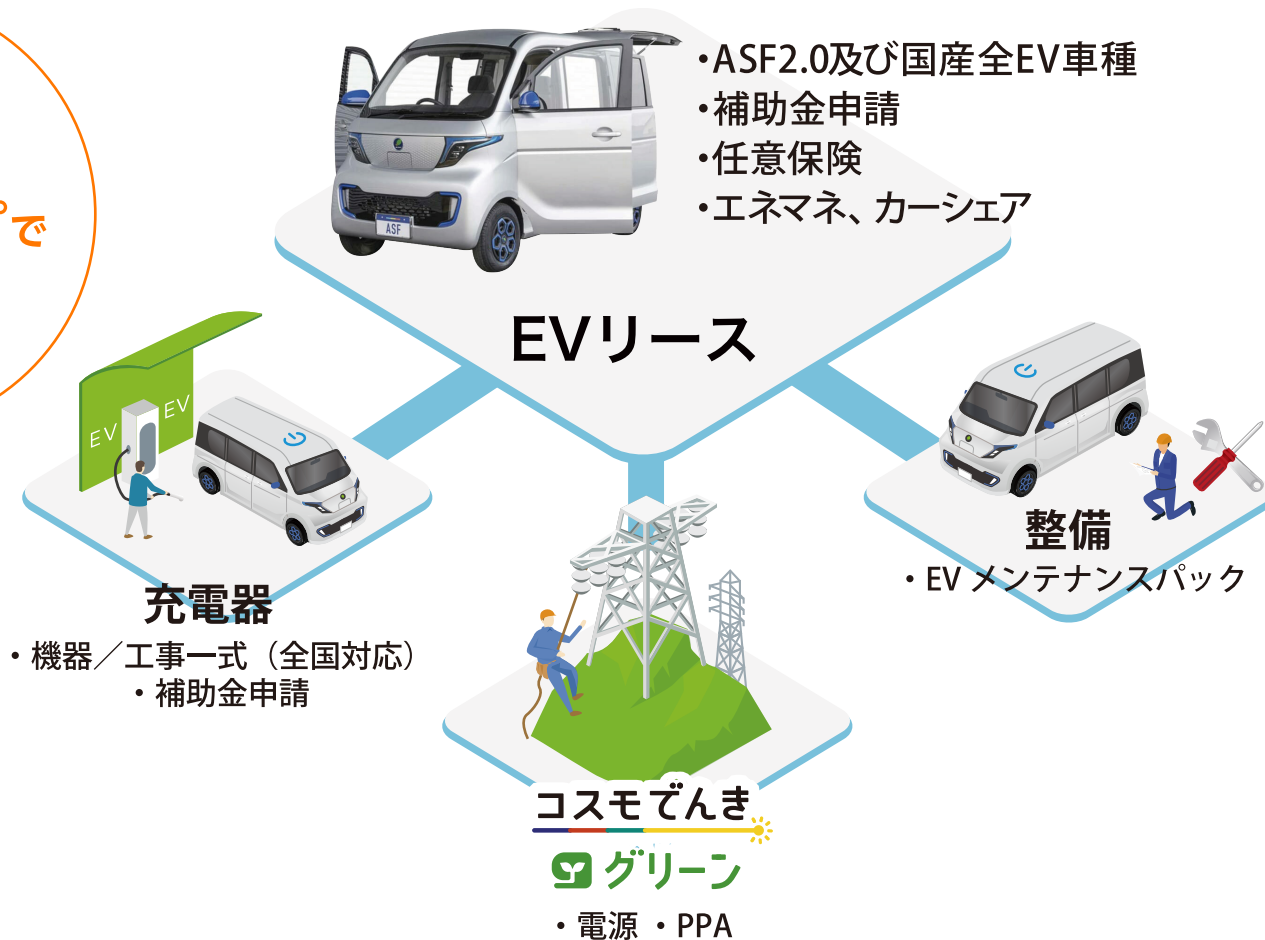 ・ASF2.0及び国産全EV車種
・補助金申請
・任意保険
・エネマネ、カーシェア
で
ASF
EVリース
EV
EV
整備
・EVメンテナンスパック
充電器
・機器／工事一式（全国対応）
・補助金申請
コスモでんき
グリーン
・電源 ・PPA